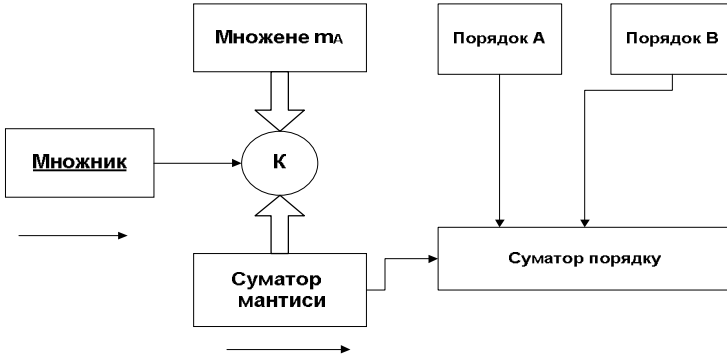 Множене mA
Порядок А
Порядок В
Множник
К
Суматор
мантиси
Суматор порядку